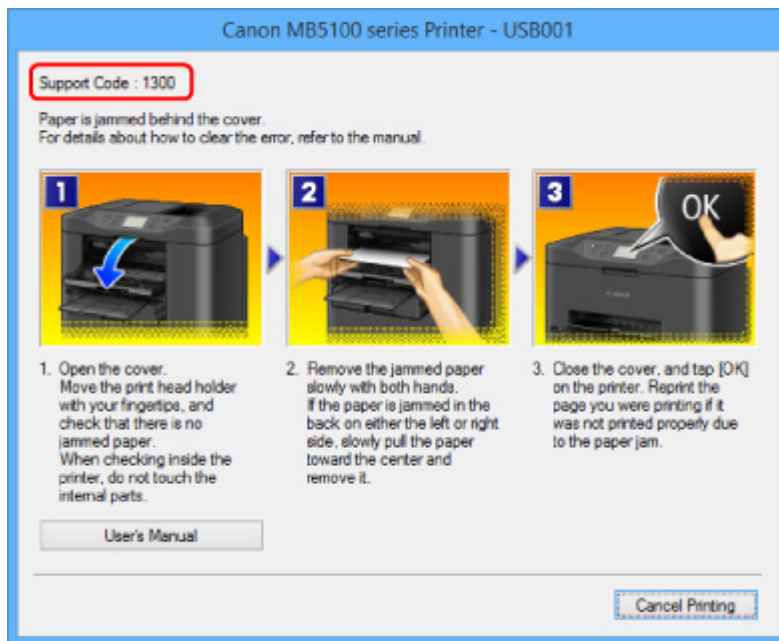 Canon MB5100 series Printer - USB001
Support Code : 1300
Paper is jammed behind the cover.
For details about how to clear the error, refer to the manual.
1
2
3
OK
1. Open the cover.
Move the print head holder
with your fingertips, and
check that there is no
jammed paper.
When checking inside the
printer, do not touch the
internal parts.
2. Remove the jammed paper
slowly with both hands.
If the paper is jammed in the
back on either the left or right
side, slowly pull the paper
toward the center and
remove it.
3. Close the cover, and tap [OK]
on the printer. Reprint the
page you were printing if it
was not printed properly due
to the paper jam.
User's Manual
Cancel Printing